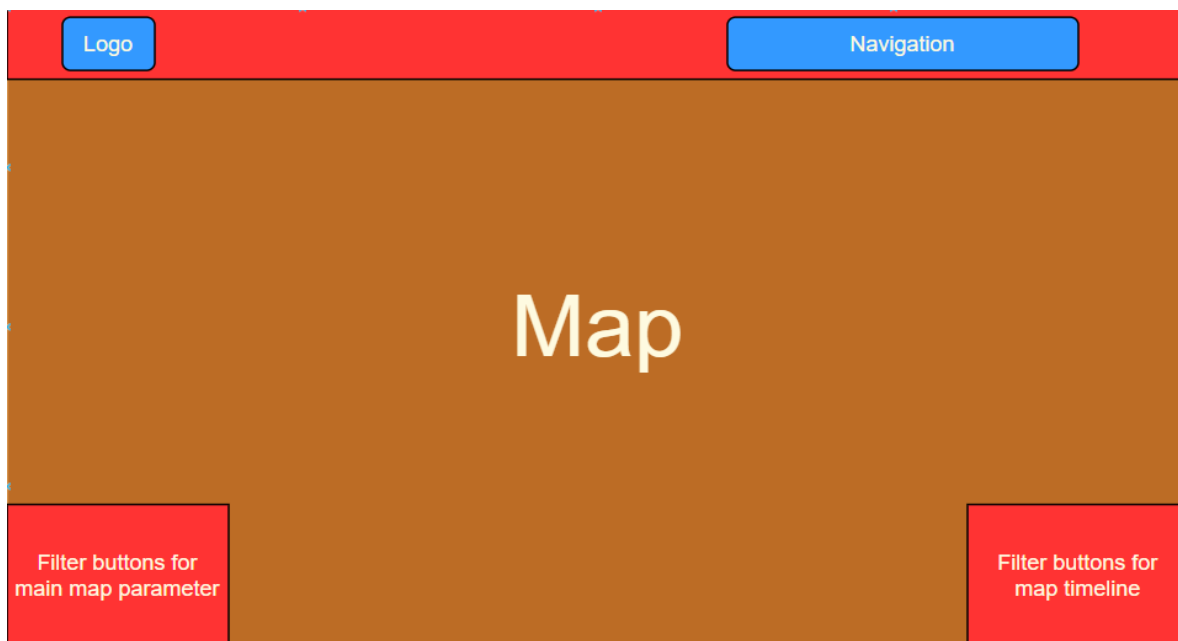 Logo
Navigation
Map
Filter buttons for
main map parameter
Filter buttons for
map timeline